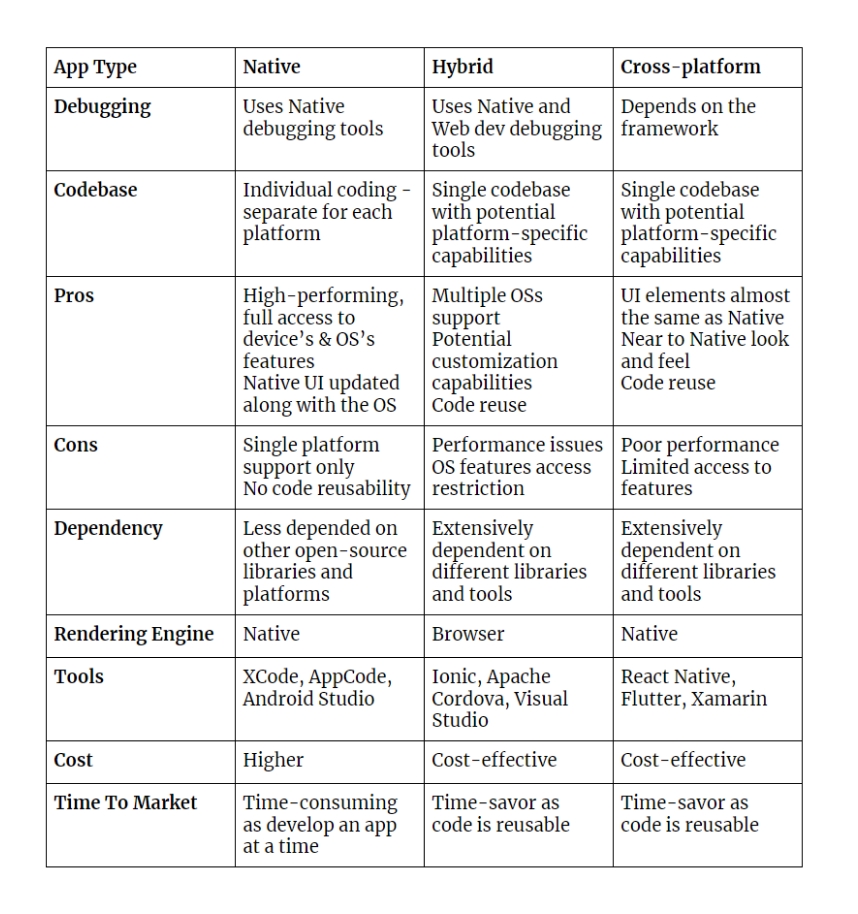 App Type Native Hybrid Cross-platform
Debugging Uses Native Uses Native and Depends on the
debugging tools Web dev debugging framework
tools
Codebase Individual coding - Single codebase Single codebase
separate for each with potential with potential
platform platform-specific platform-specific
capabilities capabilities
Pros High-performing, Multiple OSs UI elements almost
full access to support the same as Native
device’s & OS’s Potential Near to Native look
features customization and feel
Native UI updated capabilities Code reuse
along with the OS Code reuse
Cons Single platform Performance issues Poor performance
support only OS features access Limited access to
No code reusability restriction features
Dependency Less depended on Extensively Extensively
other open-source dependent on dependent on
libraries and different libraries different libraries
platforms and tools and tools
Rendering Engine Native Browser Native
Tools XCode, AppCode, Ionic, Apache React Native,
Android Studio Cordova, Visual Flutter, Xamarin
Studio
Cost Higher Cost-effective Cost-effective
Time To Market Time-consuming Time-savor as Time-savor as
as develop an app code is reusable code is reusable
at a time